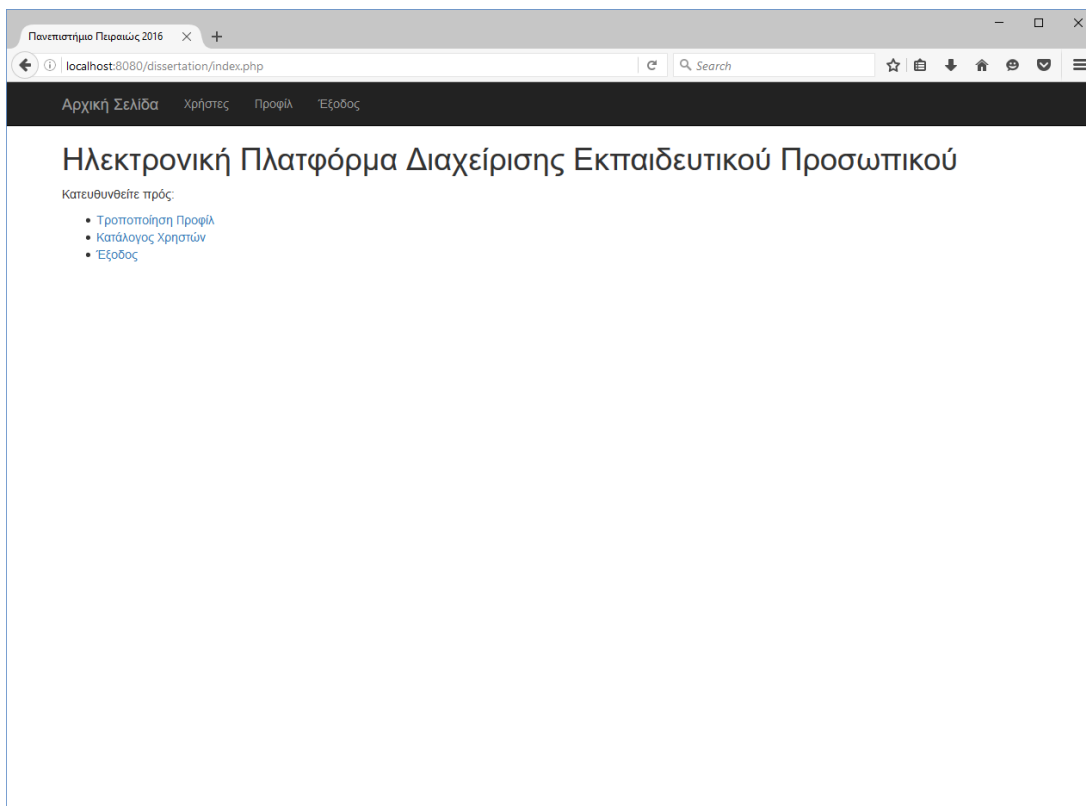 Πανεπιστήμιο Πειραιώς 2016
localhost:8080/dissertation/index.php
Search
Αρχική Σελίδα Χρήστες Προφίλ Έξοδος
Ηλεκτρονική Πλατφόρμα Διαχείρισης Εκπαιδευτικού Προσωπικού
Κατευθυνθείτε πρός:
Τροποποίηση Προφίλ
Κατάλογος Χρηστών
Έξοδος